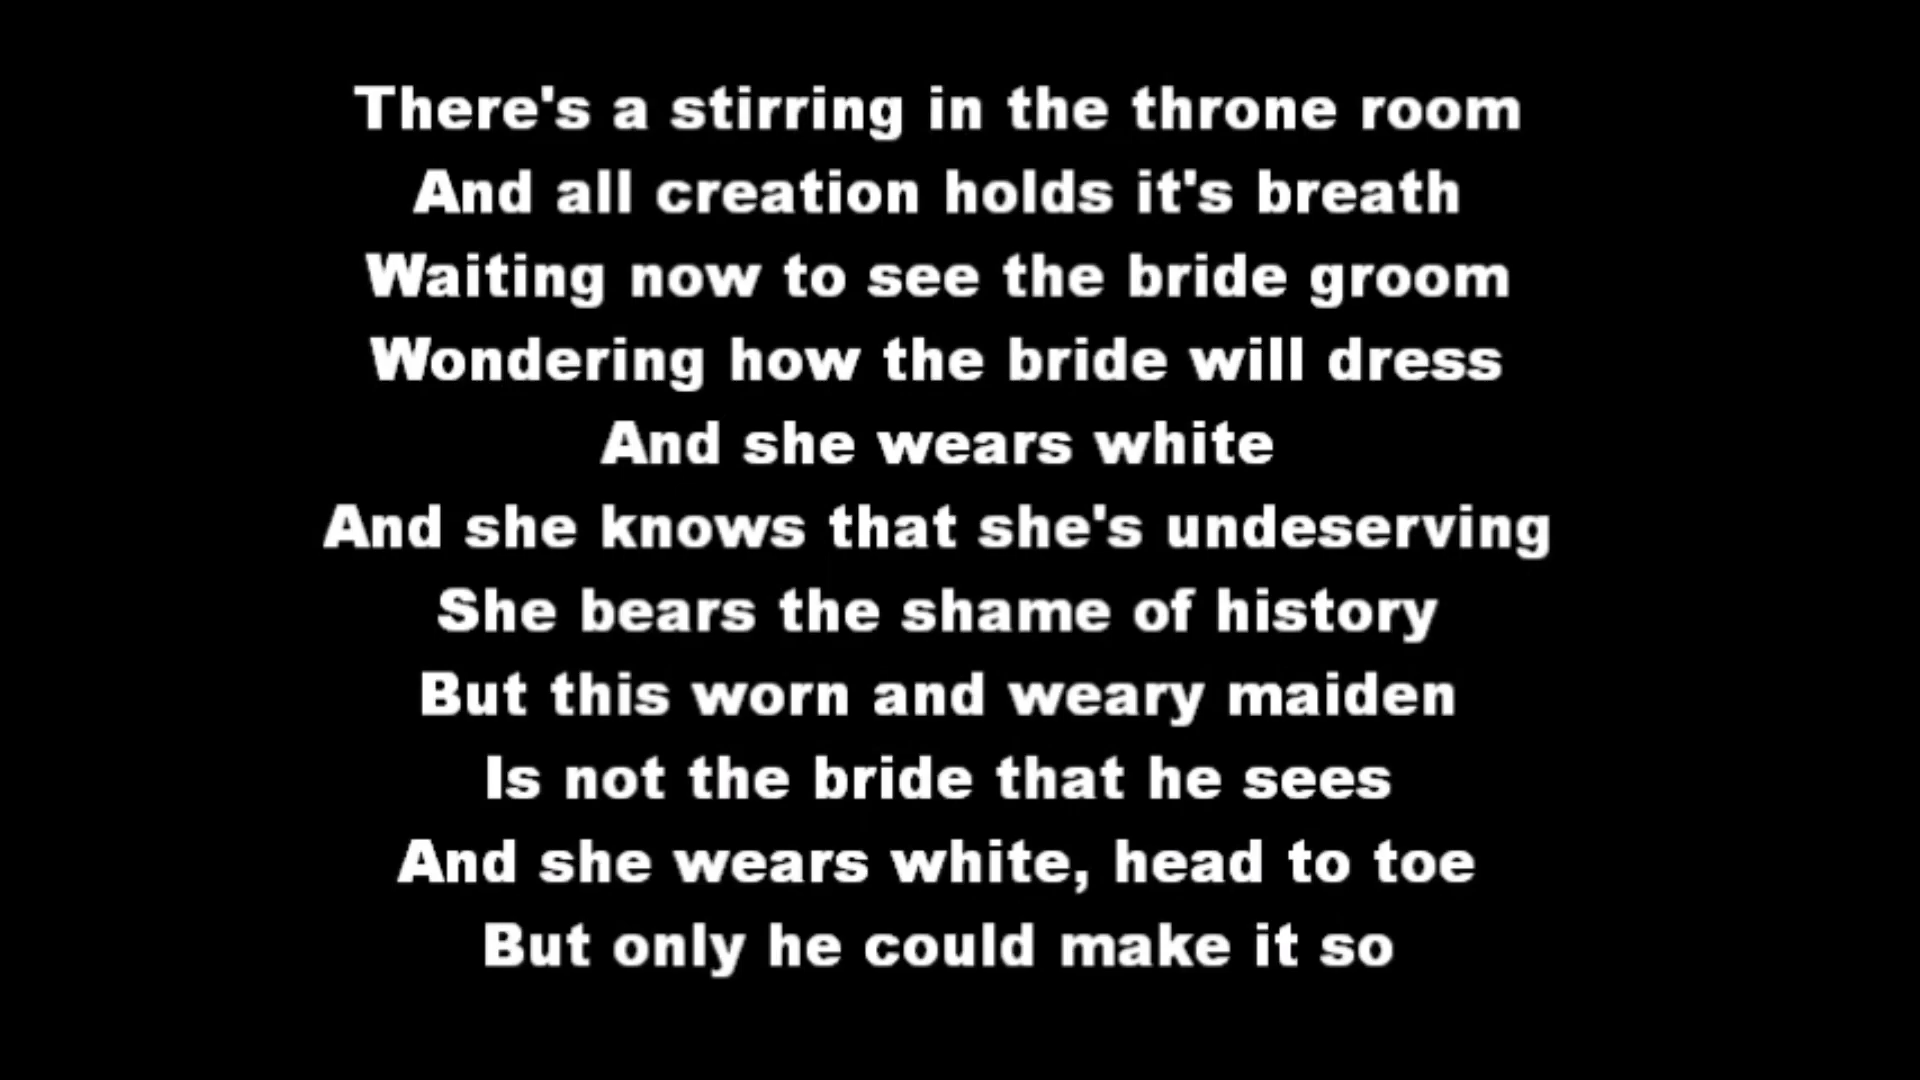 There's a stirring in the throne room
And all creation holds it's breath
Waiting now to see the bride groom
Wondering how the bride will dress
And she wears white
And she knows that she's undeserving
She bears the shame of history
But this worn and weary maiden
Is not the bride that he sees
And she wears white, head to toe
But only he could make it so